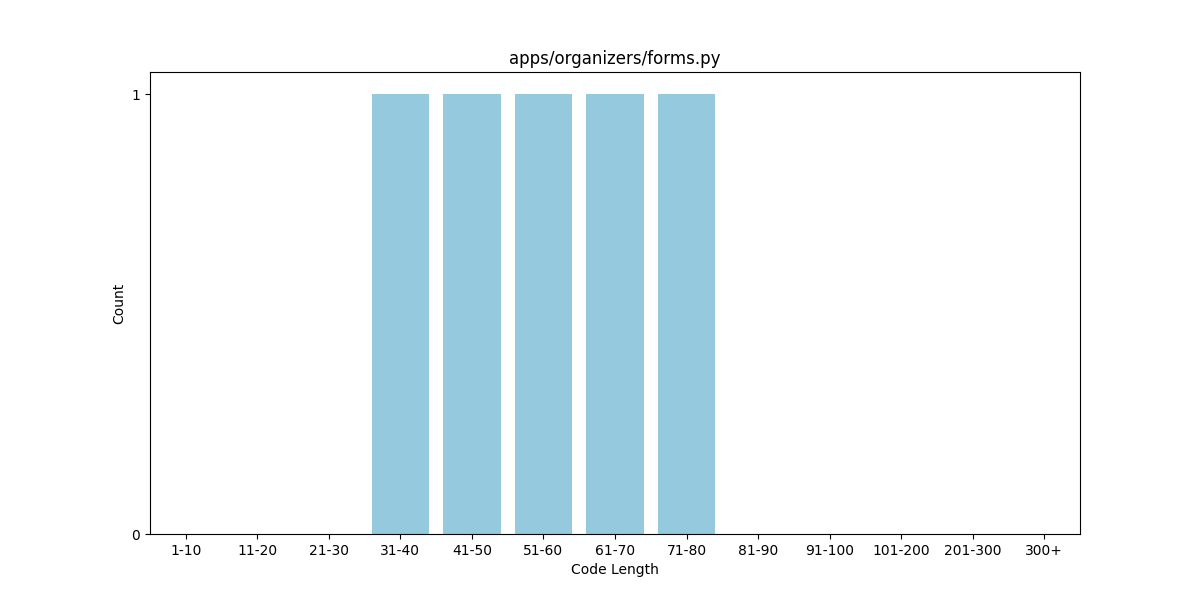 apps/organizers/forms.py
1
Count
0
1-10 11-20 21-30 31-40 41-50 51-60 61-70 71-80 81-90 91-100 101-200 201-300 300+
Code Length